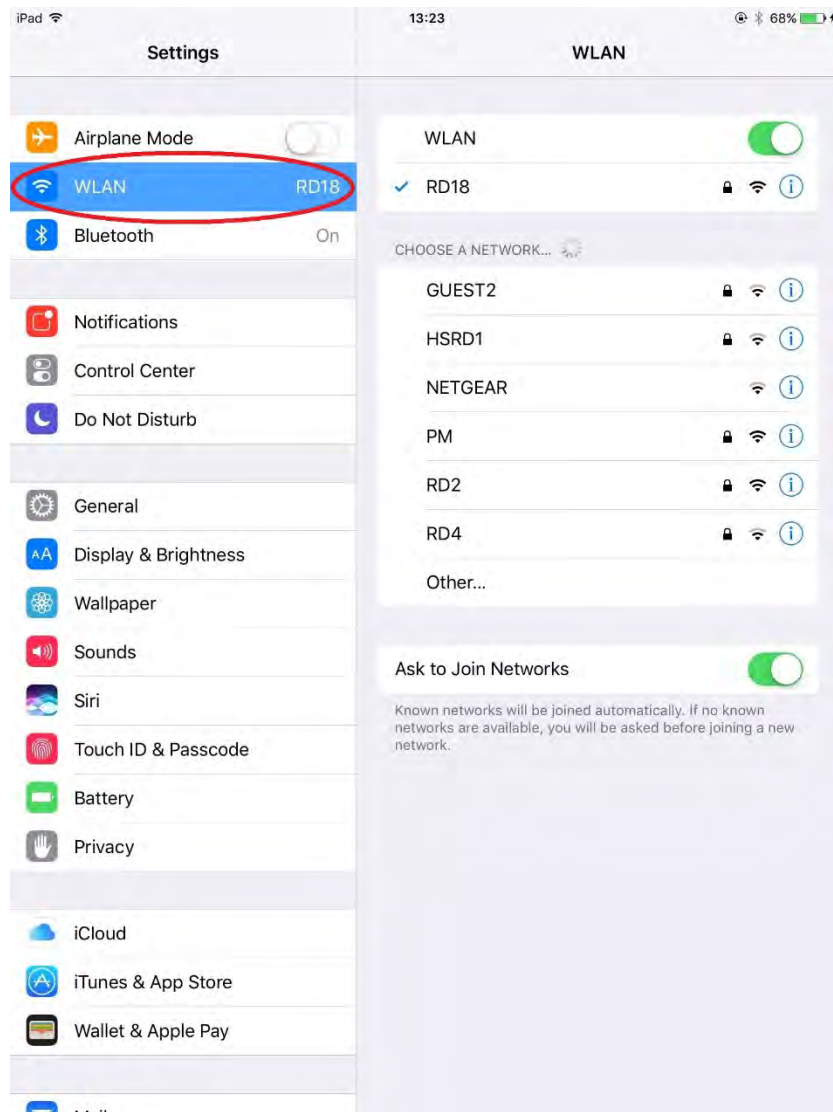 iPad 13:23 68%
Settings
WLAN
Airplane Mode
WLAN RD18
Bluetooth On
Notifications
Control Center
Do Not Disturb
General
AA Display & Brightness
Wallpaper
Sounds
Siri
Touch ID & Passcode
Battery
Privacy
iCloud
iTunes & App Store
Wallet & Apple Pay
WLAN
RD18
CHOOSE A NETWORK...
GUEST2
HSRD1
NETGEAR
PM
RD2
RD4
Other...
Ask to Join Networks
Known networks will be joined automatically. If no known
networks are available, you will be asked before joining a new
network.